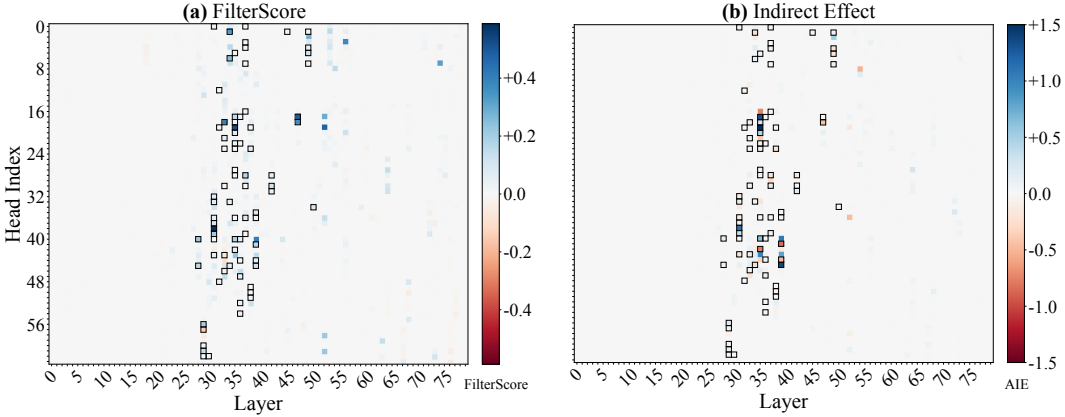 (a) FilterScore
(b) Indirect Effect
Head Index
0
8
16
24
32
40
48
56
0 5 10 15 20 25 30 35 40 45 50 55 60 65 70 75
Layer
+0.4
+0.2
0.0
-0.2
-0.4
FilterScore
0 5 10 15 20 25 30 35 40 45 50 55 60 65 70 75
Layer
+1.5
+1.0
+0.5
0.0
-0.5
-1.0
-1.5
AIE